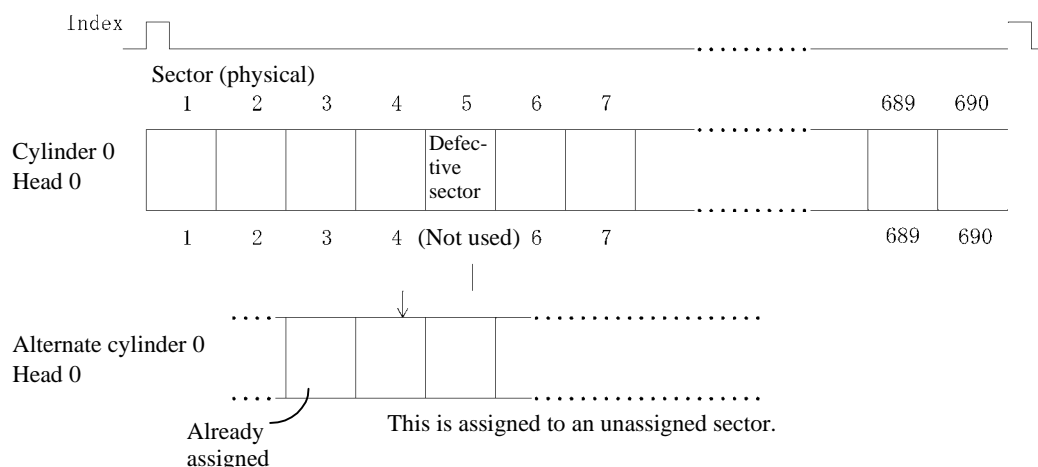 Index
Sector (physical)
1 2 3 4 5 6 7 689 690
Cylinder 0
Head 0
Defec-
tive
sector
1 2 3 4 (Not used) 6 7 689 690
Alternate cylinder 0
Head 0
Already
assigned
This is assigned to an unassigned sector.